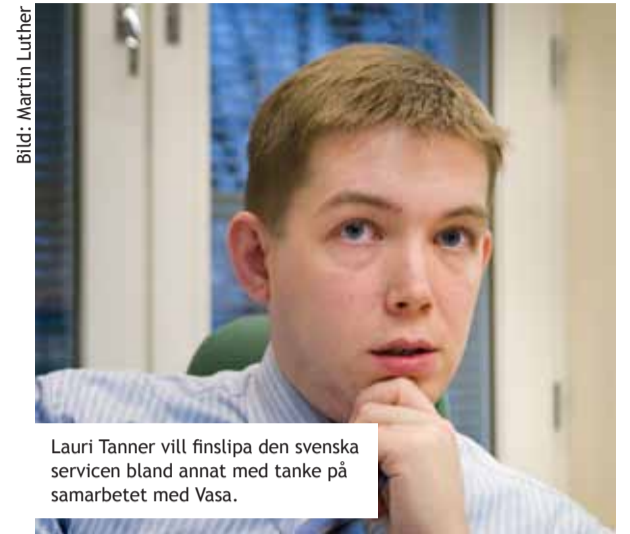 Bild: Martin Luther
Lauri Tanner vill finslipa den svenska
servicen bland annat med tanke på
samarbetet med Vasa.